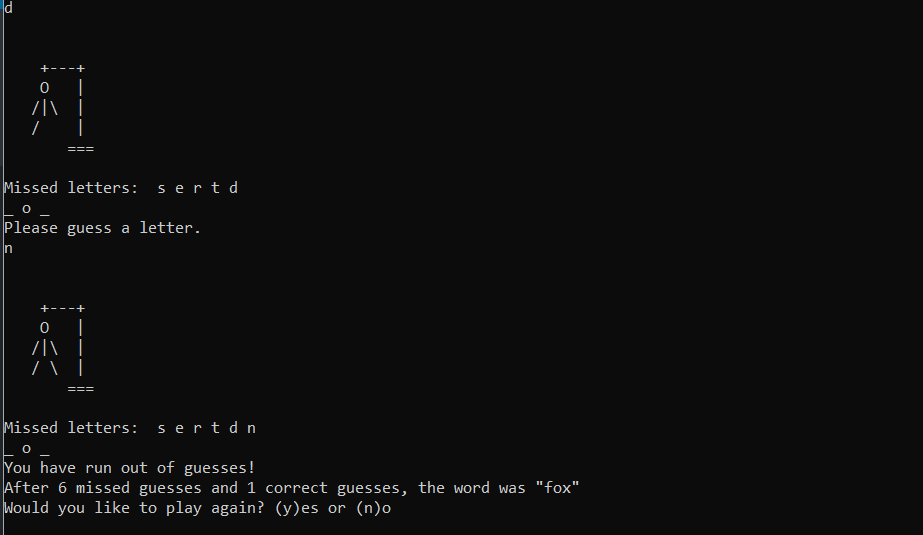 d
+---+
O   |
/|\  |
/    |
===
Missed letters:  s e r t d
_ o _
Please guess a letter.
n
+---+
O   |
/|\  |
/ \  |
===
Missed letters:  s e r t d n
_ o _
You have run out of guesses!
After 6 missed guesses and 1 correct guesses, the word was "fox"
Would you like to play again? (y)es or (n)o